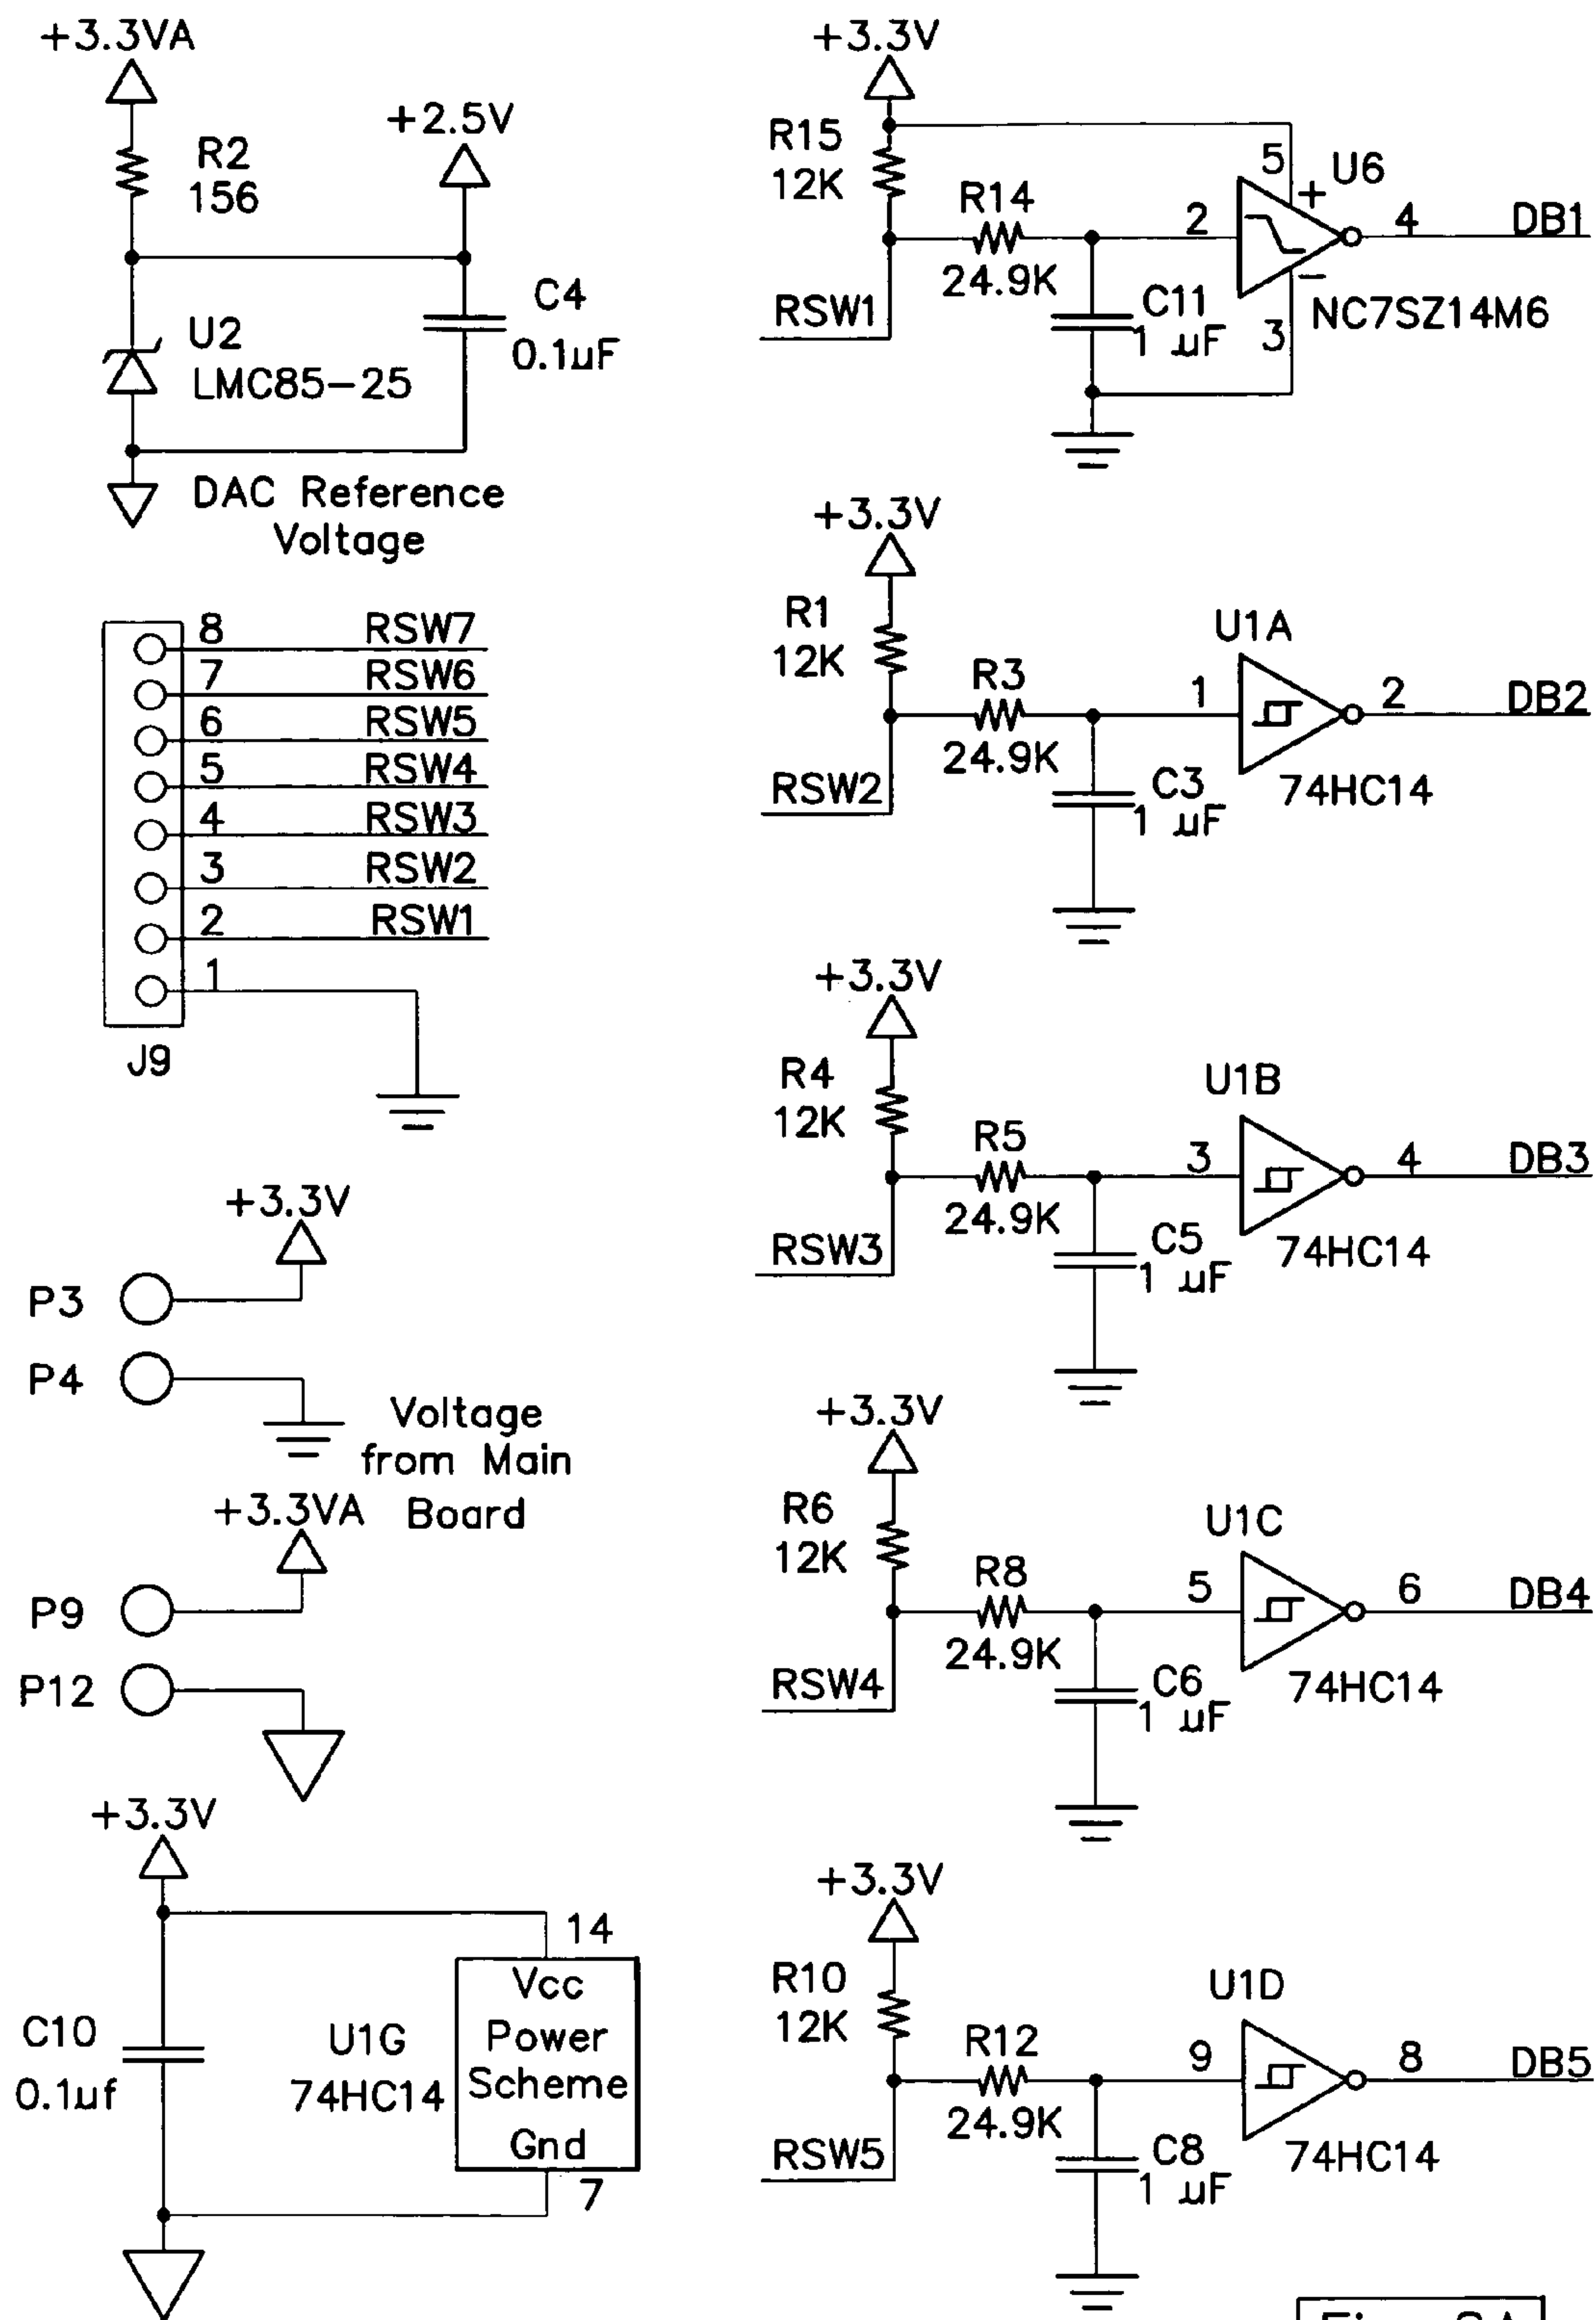 +3.3VA
R2
156
+2.5V
C4
0.1µF
U2
LMC85-25
DAC Reference
Voltage
8 RSW7
7 RSW6
6 RSW5
5 RSW4
4 RSW3
3 RSW2
2 RSW1
1
J9
+3.3V
P3
P4
Voltage
from Main
Board
+3.3VA
P9
P12
+3.3V
14
Vcc
Power
Scheme
Gnd
7
C10
0.1µf
U1G
74HC14
+3.3V
R15
12K
R14
24.9K
RSW1
C11
1 µF
2
5
+
U6
4
DB1
−
3
NC7SZ14M6
+3.3V
R1
12K
R3
24.9K
RSW2
C3
1 µF
1
U1A
2
DB2
74HC14
+3.3V
R4
12K
R5
24.9K
RSW3
C5
1 µF
3
U1B
4
DB3
74HC14
+3.3V
R6
12K
R8
24.9K
RSW4
C6
1 µF
5
U1C
6
DB4
74HC14
+3.3V
R10
12K
R12
24.9K
RSW5
C8
1 µF
9
U1D
8
DB5
74HC14